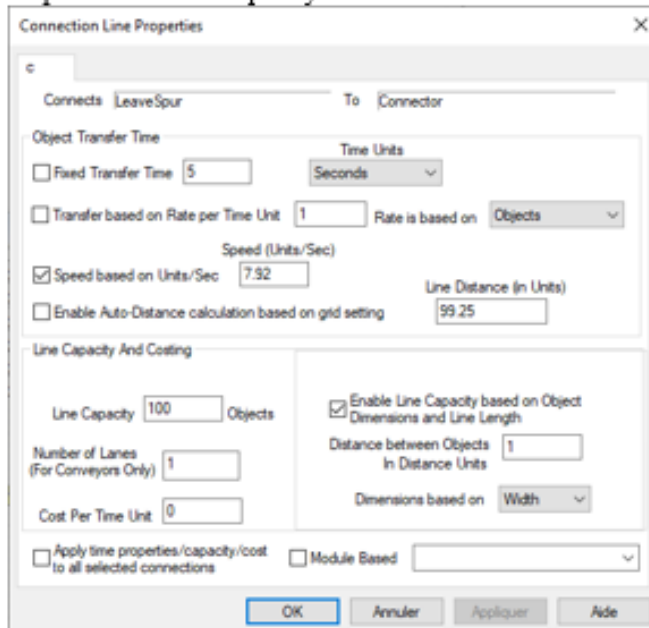 Connection Line Properties
c
Connects LeaveSpur To Connector
Object Transfer Time
Time Units
Fixed Transfer Time 5 Seconds
Transfer based on Rate per Time Unit 1 Rate is based on Objects
Speed (Units/Sec)
Speed based on Units/Sec 7.92
Line Distance (in Units)
Enable Auto-Distance calculation based on grid setting 99.25
Line Capacity And Costing
Line Capacity 100 Objects
Enable Line Capacity based on Object
Dimensions and Line Length
Number of Lanes
(For Conveyors Only) 1
Distance between Objects
In Distance Units 1
Cost Per Time Unit 0
Dimensions based on Width
Apply time properties/capacity/cost
to all selected connections
Module Based
OK Annuler Appliquer Aide